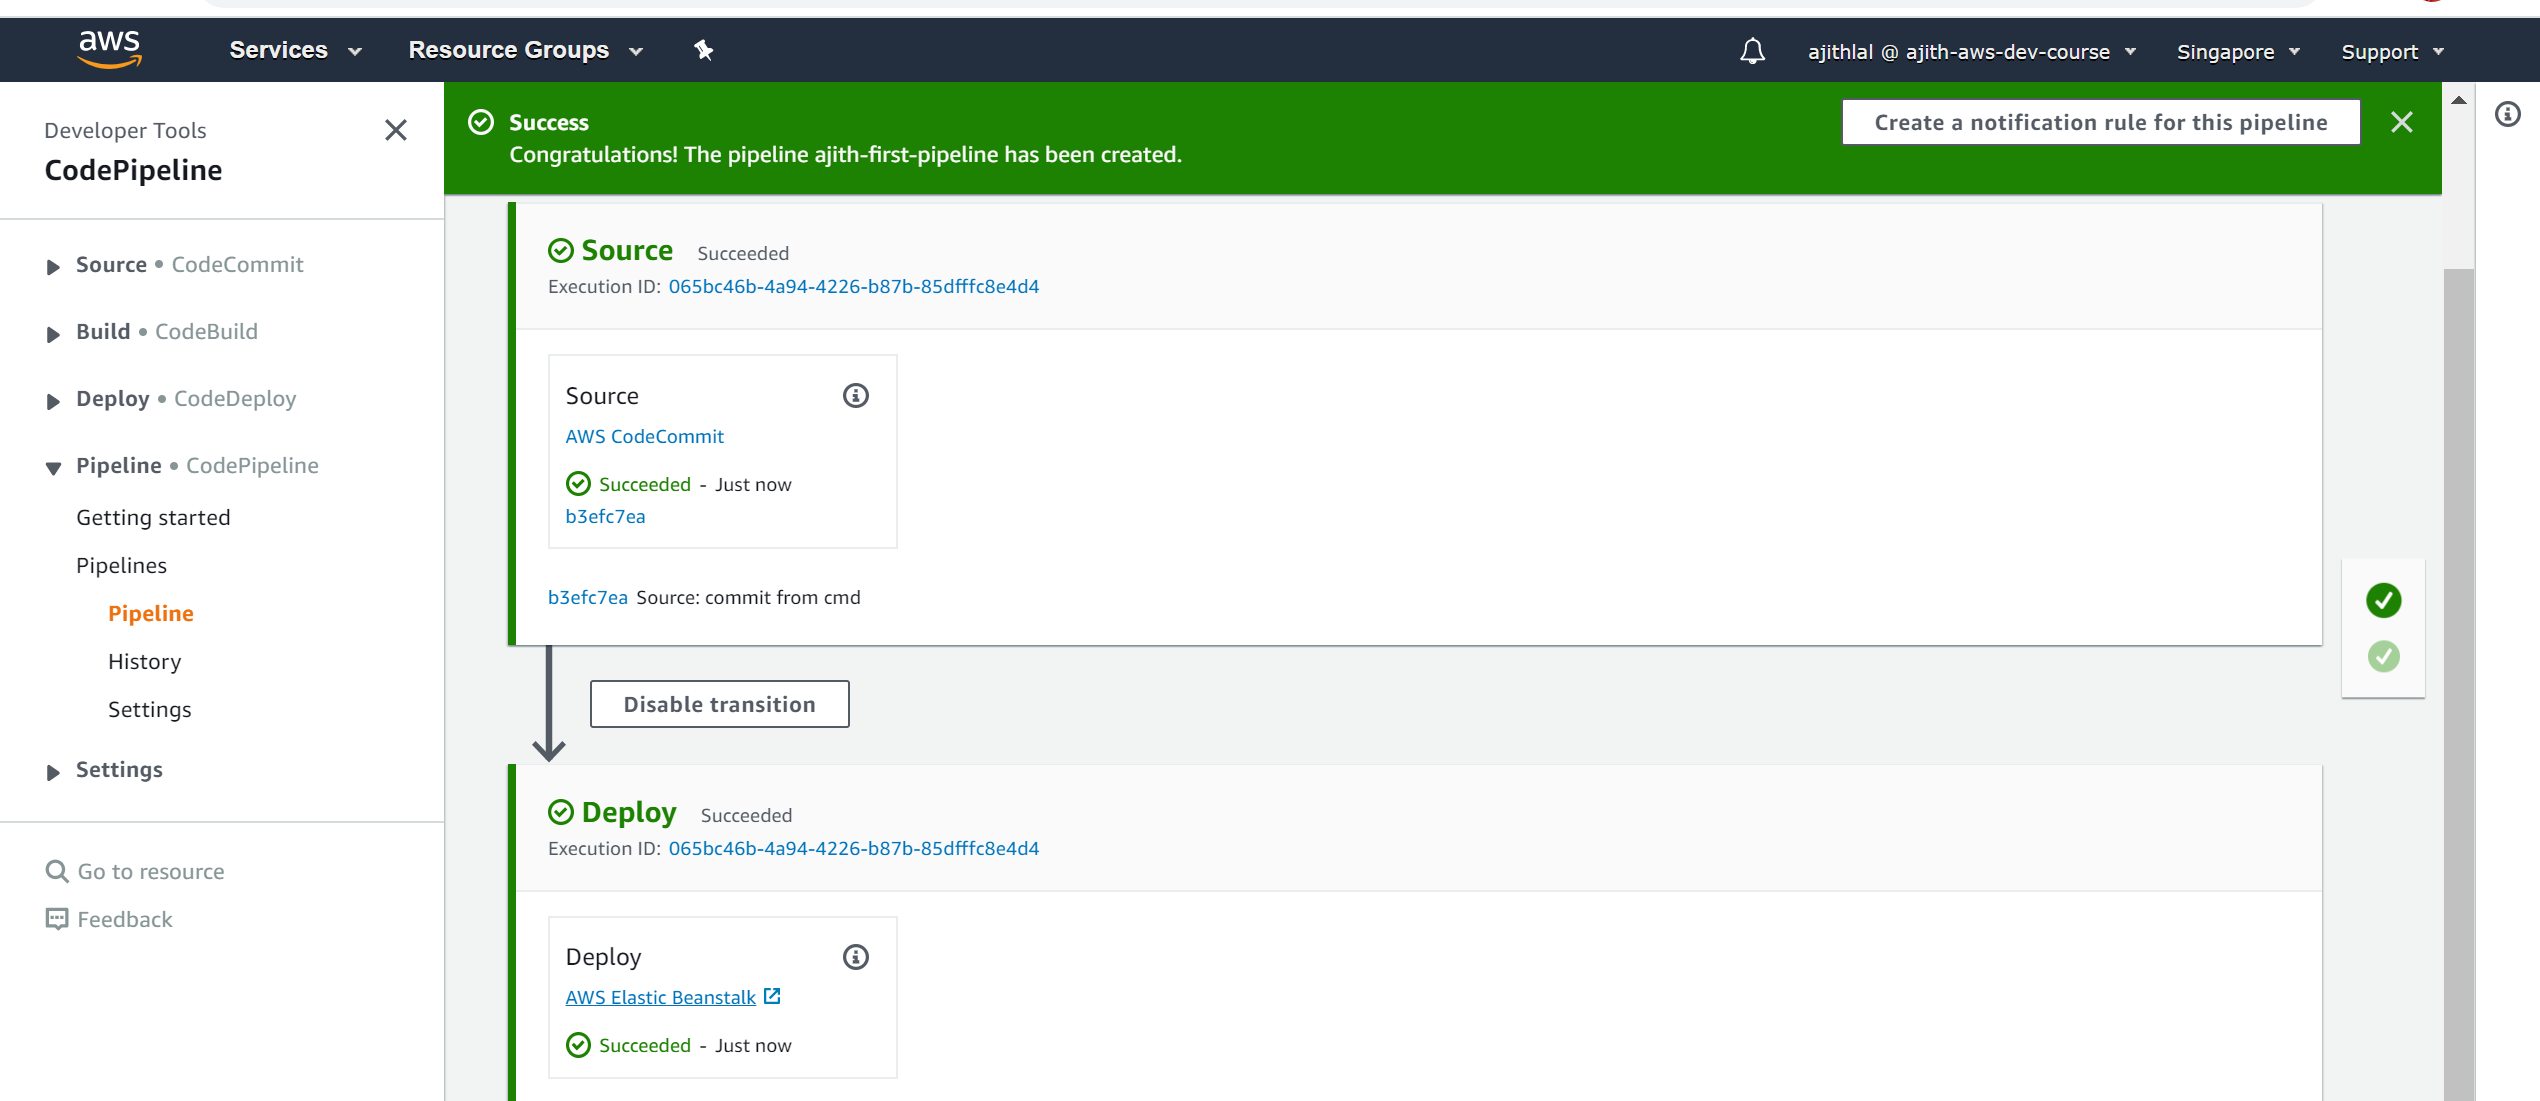 aws
Services
Resource Groups
ajithlal @ ajith-aws-dev-course
Singapore
Support
Developer Tools
CodePipeline
Source • CodeCommit
Build • CodeBuild
Deploy • CodeDeploy
Pipeline • CodePipeline
Getting started
Pipelines
Pipeline
History
Settings
Settings
Go to resource
Feedback
Success
Congratulations! The pipeline ajith-first-pipeline has been created.
Create a notification rule for this pipeline
Source Succeeded
Execution ID: 065bc46b-4a94-4226-b87b-85dfffc8e4d4
Source
AWS CodeCommit
Succeeded - Just now
b3efc7ea
b3efc7ea Source: commit from cmd
Disable transition
Deploy Succeeded
Execution ID: 065bc46b-4a94-4226-b87b-85dfffc8e4d4
Deploy
AWS Elastic Beanstalk
Succeeded - Just now